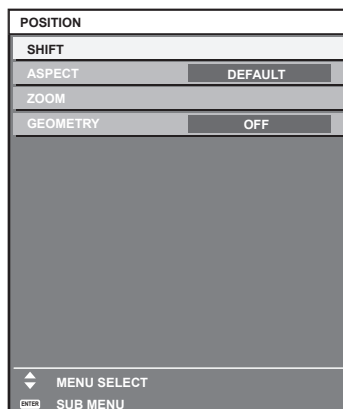 POSITION
SHIFT
ASPECT DEFAULT
ZOOM
GEOMETRY OFF
MENU SELECT
ENTER SUB MENU